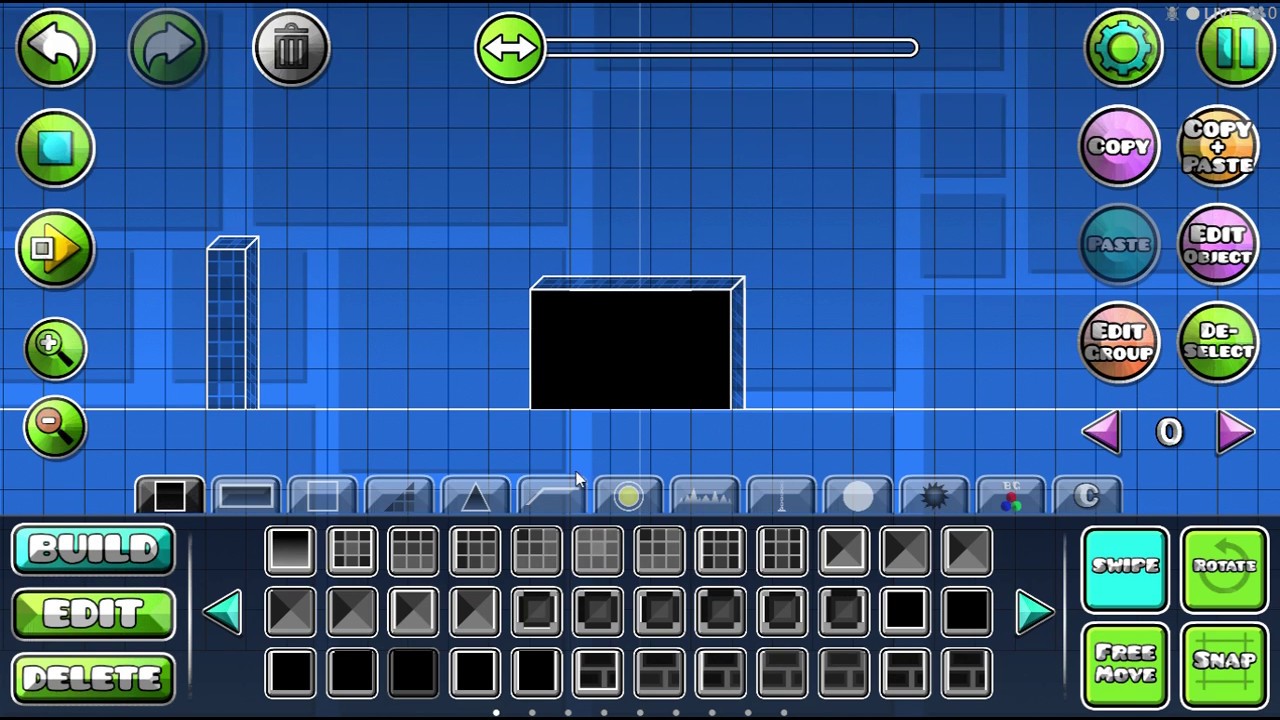 COPY
COPY
+
PASTE
PASTE
EDIT
OBJECT
EDIT
GROUP
DE-
SELECT
0
BC
C
BUILD
EDIT
DELETE
SWIPE
ROTATE
FREE
MOVE
SNAP